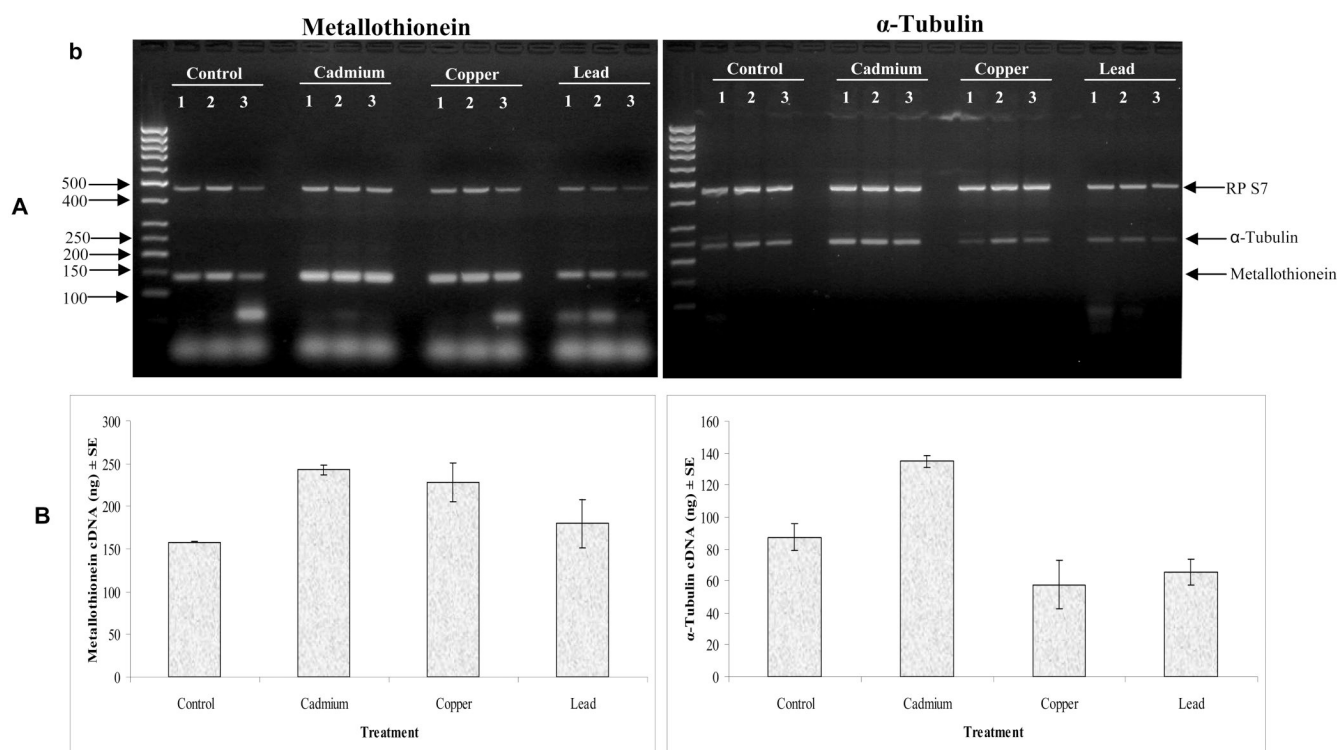 Metallothionein
α-Tubulin
b
Control Cadmium Copper Lead
1 2 3 1 2 3 1 2 3 1 2 3
Control Cadmium Copper Lead
1 2 3 1 2 3 1 2 3 1 2 3
A
500
400
250
200
150
100
RP S7
α-Tubulin
Metallothionein
B
Metallothionein cDNA (ng) ± SE
300
250
200
150
100
50
0
Control Cadmium Copper Lead
Treatment
α-Tubulin cDNA (ng) ± SE
160
140
120
100
80
60
40
20
0
Control Cadmium Copper Lead
Treatment